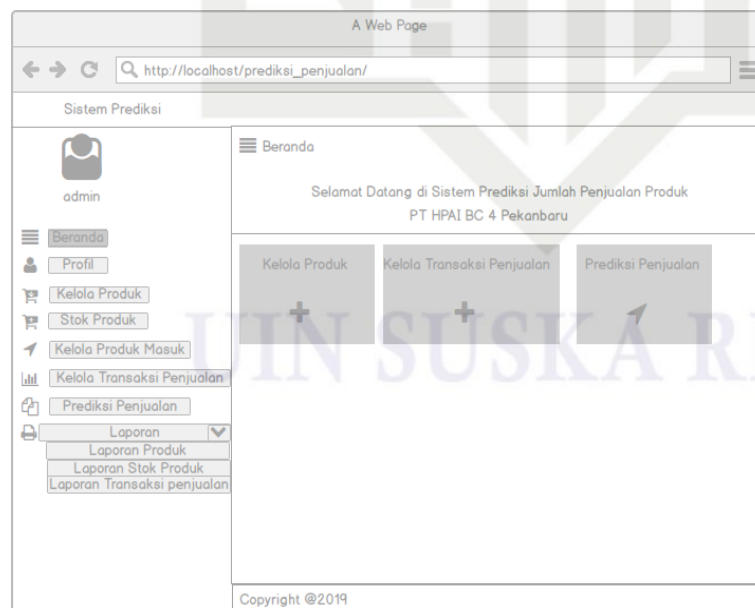 A Web Page
http://localhost/prediksi_penjualan/
Sistem Prediksi
admin
Beranda
Profil
Kelola Produk
Stok Produk
Kelola Produk Masuk
Kelola Transaksi Penjualan
Prediksi Penjualan
Laporan
Laporan Produk
Laporan Stok Produk
Laporan Transaksi penjualan
Beranda
Selamat Datang di Sistem Prediksi Jumlah Penjualan Produk
PT HPAI BC 4 Pekanbaru
Kelola Produk
Kelola Transaksi Penjualan
Prediksi Penjualan
UIN SUSKA R
Copyright @2019